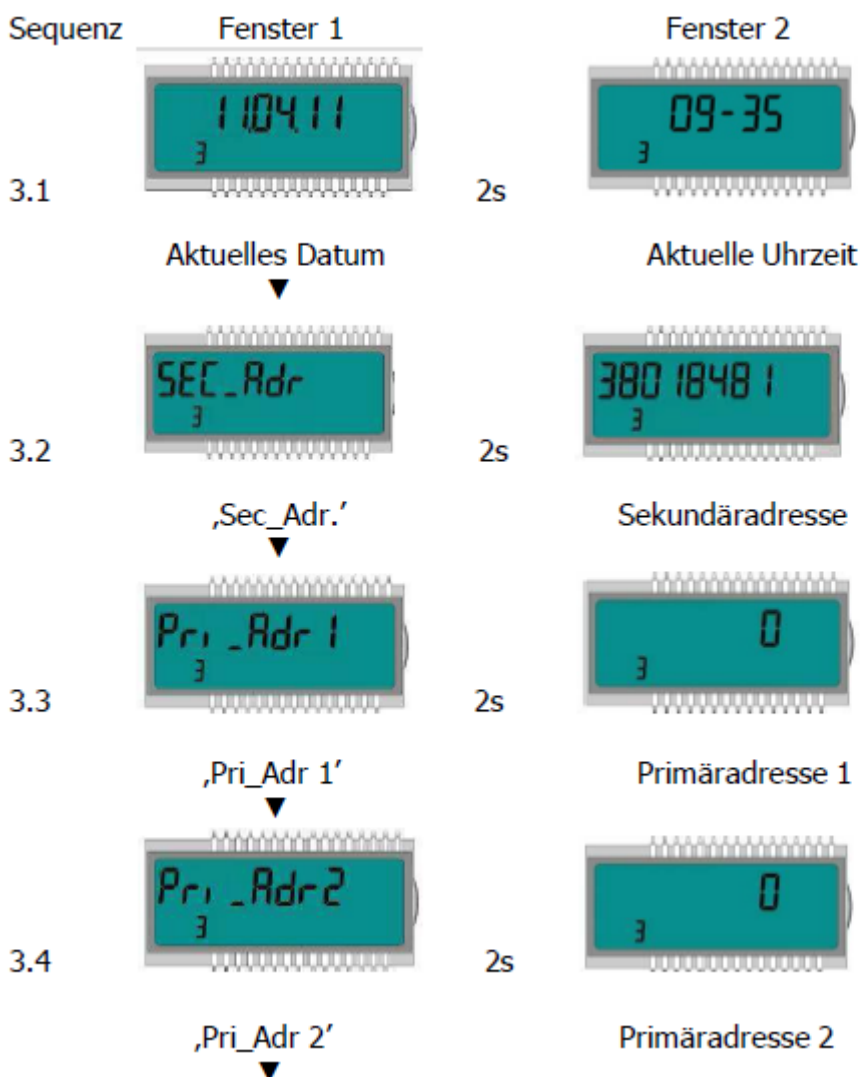 Sequenz Fenster 1 Fenster 2
11.04.11 09-35
3 3
3.1 2s
Aktuelles Datum Aktuelle Uhrzeit
▼
SEC_Adr 38018481
3 3
3.2 2s
‚Sec_Adr.’ Sekundäradresse
▼
Pri_Adr 1 0
3 3
3.3 2s
‚Pri_Adr 1’ Primäradresse 1
▼
Pri_Adr2 0
3 3
3.4 2s
‚Pri_Adr 2’ Primäradresse 2
▼